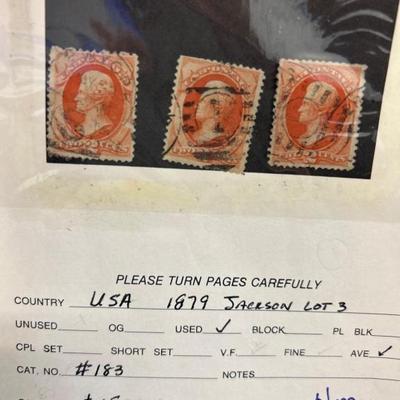 PLEASE TURN PAGES CAREFULLY
COUNTRY USA 1879 JACKSON LOT 3
UNUSED OG USED ✓ BLOCK PL BLK
CPL SET SHORT SET V.F. FINE AVE ✓
CAT. NO. #183 NOTES